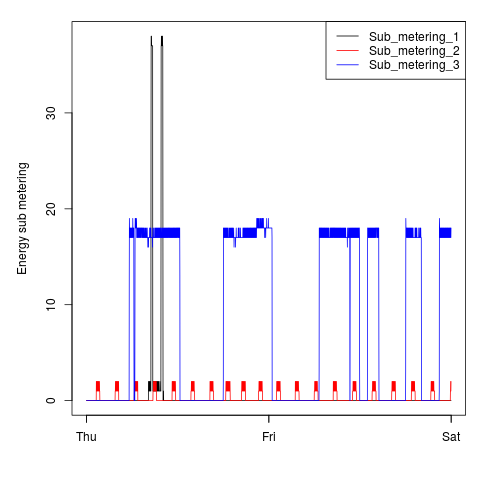 Sub_metering_1
Sub_metering_2
Sub_metering_3
Energy sub metering
30
20
10
0
Thu Fri Sat